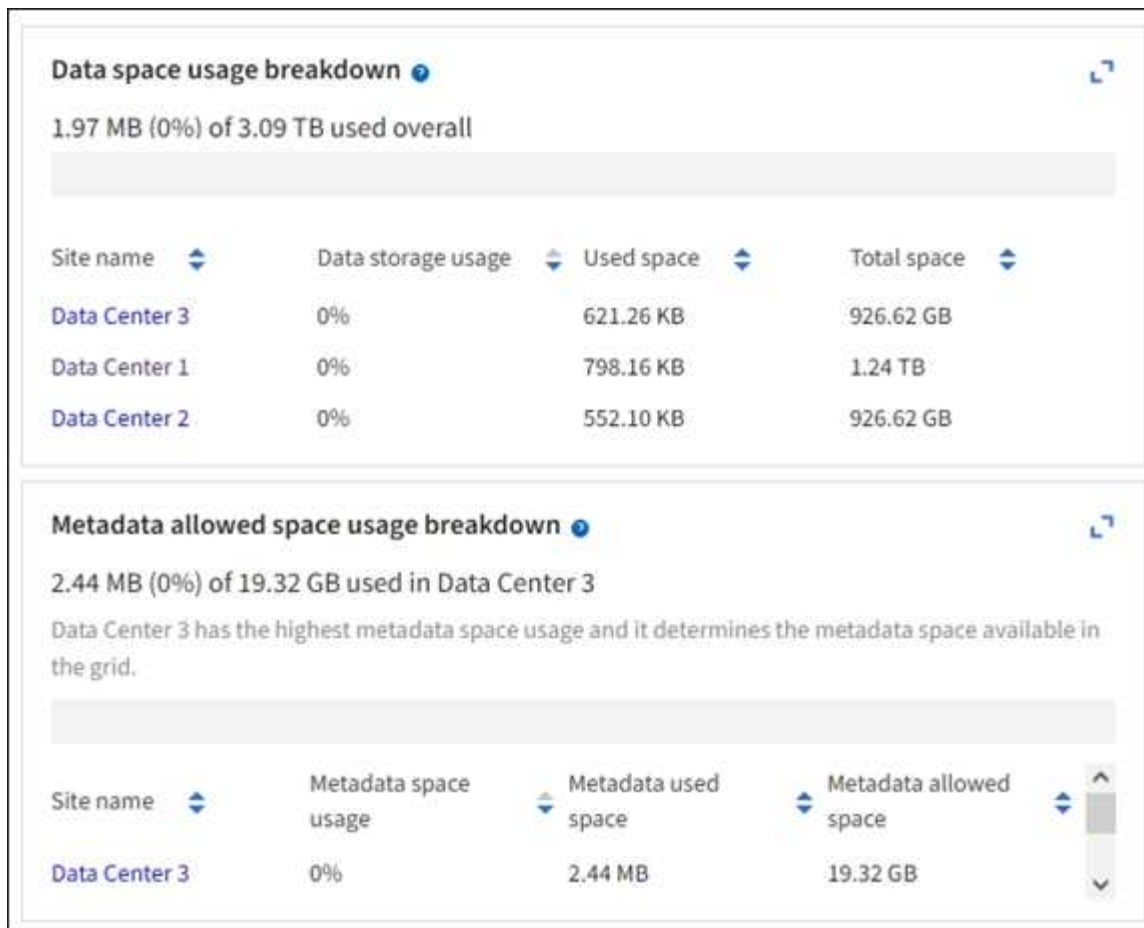 Data space usage breakdown ?
1.97 MB (0%) of 3.09 TB used overall
Site name Data storage usage Used space Total space
Data Center 3 0% 621.26 KB 926.62 GB
Data Center 1 0% 798.16 KB 1.24 TB
Data Center 2 0% 552.10 KB 926.62 GB
Metadata allowed space usage breakdown ?
2.44 MB (0%) of 19.32 GB used in Data Center 3
Data Center 3 has the highest metadata space usage and it determines the metadata space available in
the grid.
Site name Metadata space usage Metadata used space Metadata allowed space
Data Center 3 0% 2.44 MB 19.32 GB